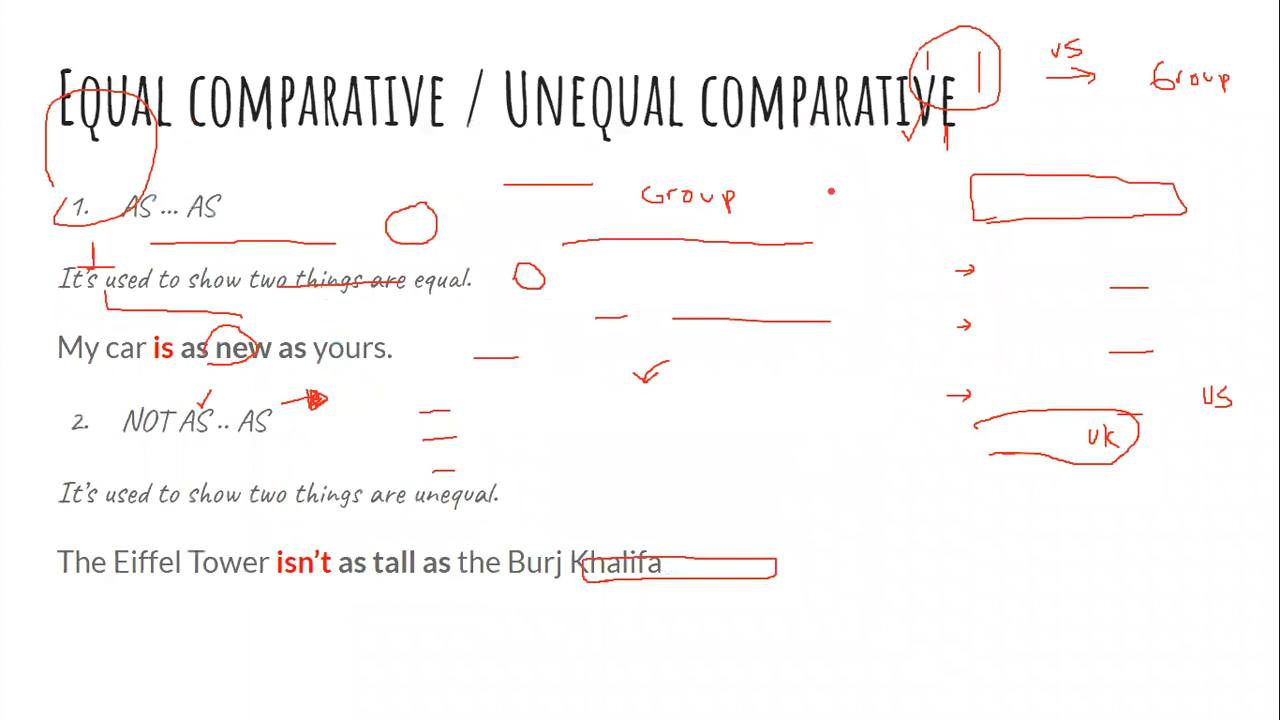 EQUAL COMPARATIVE / UNEQUAL COMPARATIVE
vs
Group
1. AS ... AS
Group
It's used to show two things are equal.
My car is as new as yours.
2. NOT AS .. AS
US
UK
It's used to show two things are unequal.
The Eiffel Tower isn't as tall as the Burj Khalifa